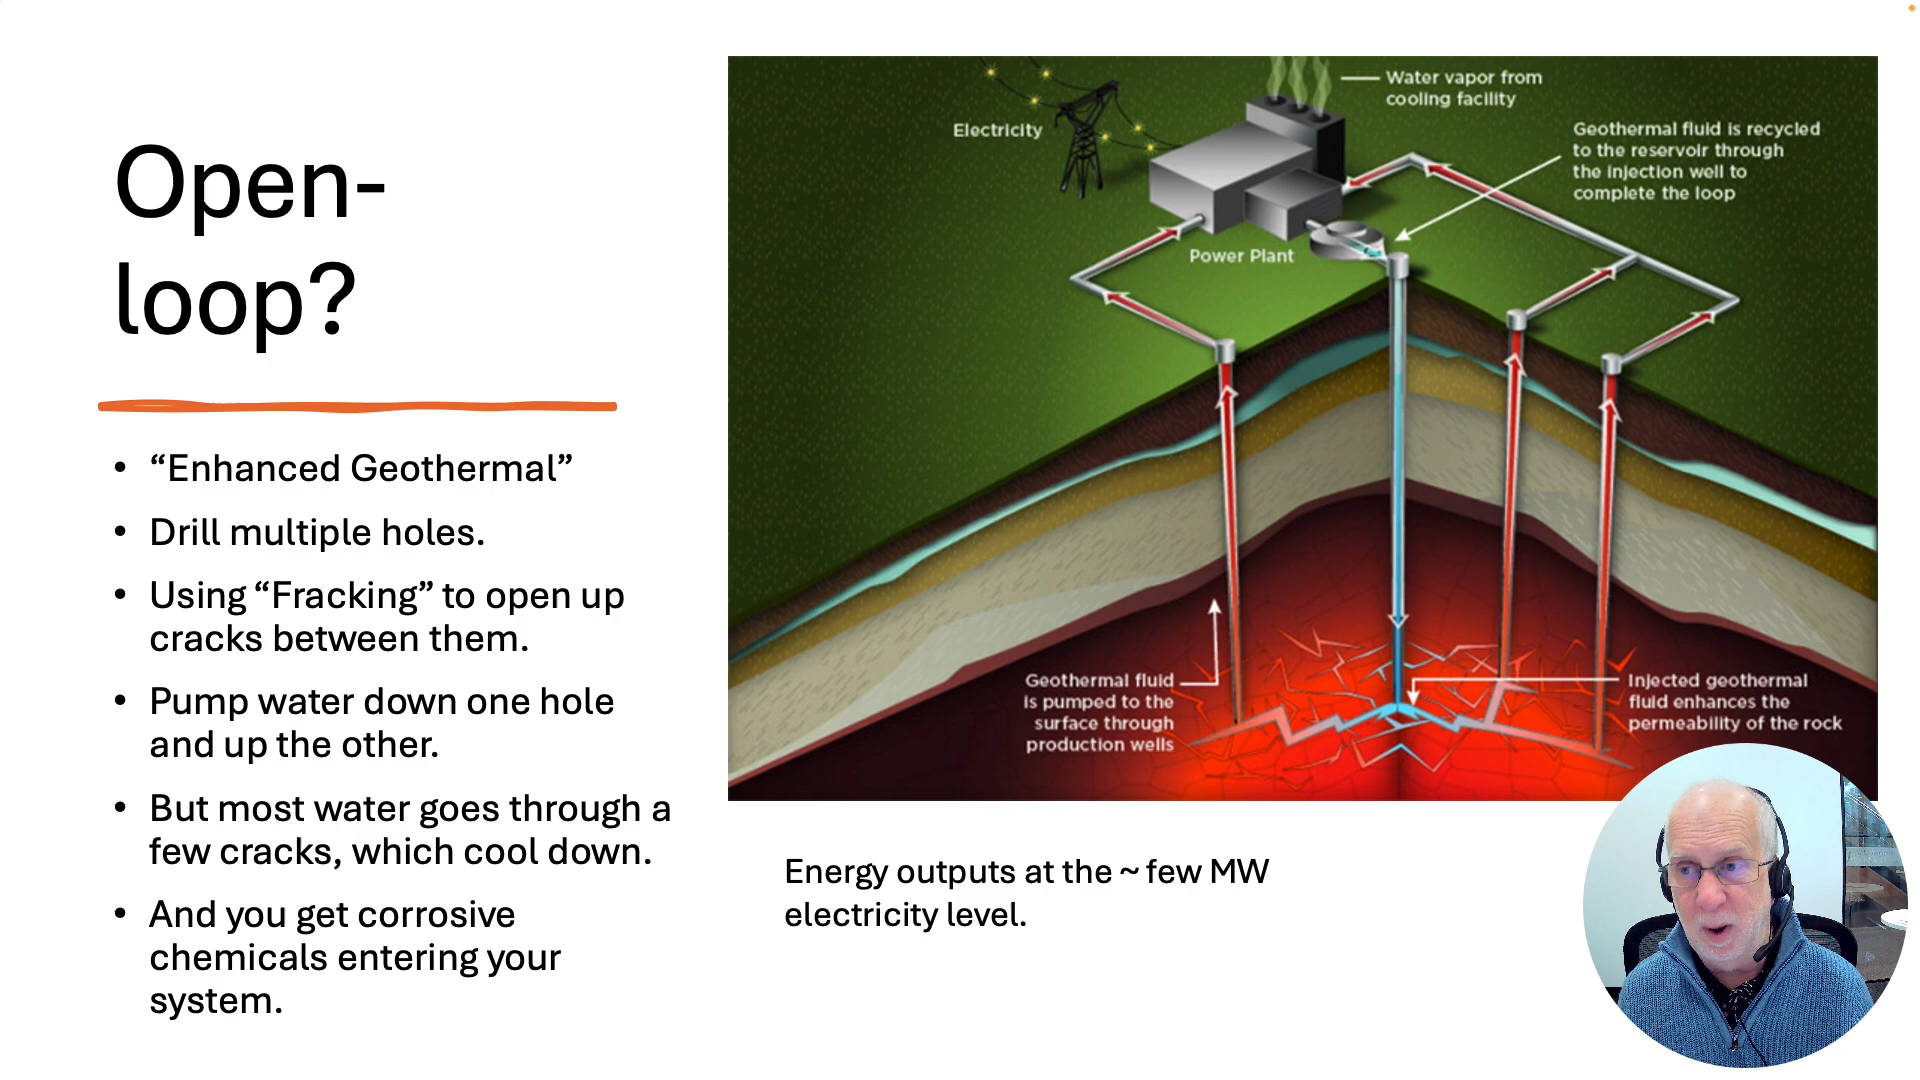 Open-
loop?
• “Enhanced Geothermal”
• Drill multiple holes.
• Using “Fracking” to open up
cracks between them.
• Pump water down one hole
and up the other.
• But most water goes through a
few cracks, which cool down.
• And you get corrosive
chemicals entering your
system.
Water vapor from
cooling facility
Electricity
Geothermal fluid is recycled
to the reservoir through
the injection well to
complete the loop
Power Plant
Geothermal fluid
is pumped to the
surface through
production wells
Injected geothermal
fluid enhances the
permeability of the rock
Energy outputs at the ~ few MW
electricity level.